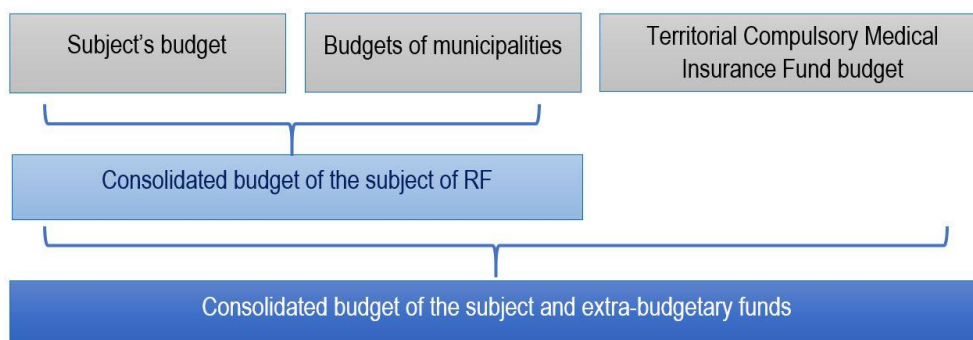 Subject's budget
Budgets of municipalities
Territorial Compulsory Medical
Insurance Fund budget
Consolidated budget of the subject of RF
Consolidated budget of the subject and extra-budgetary funds